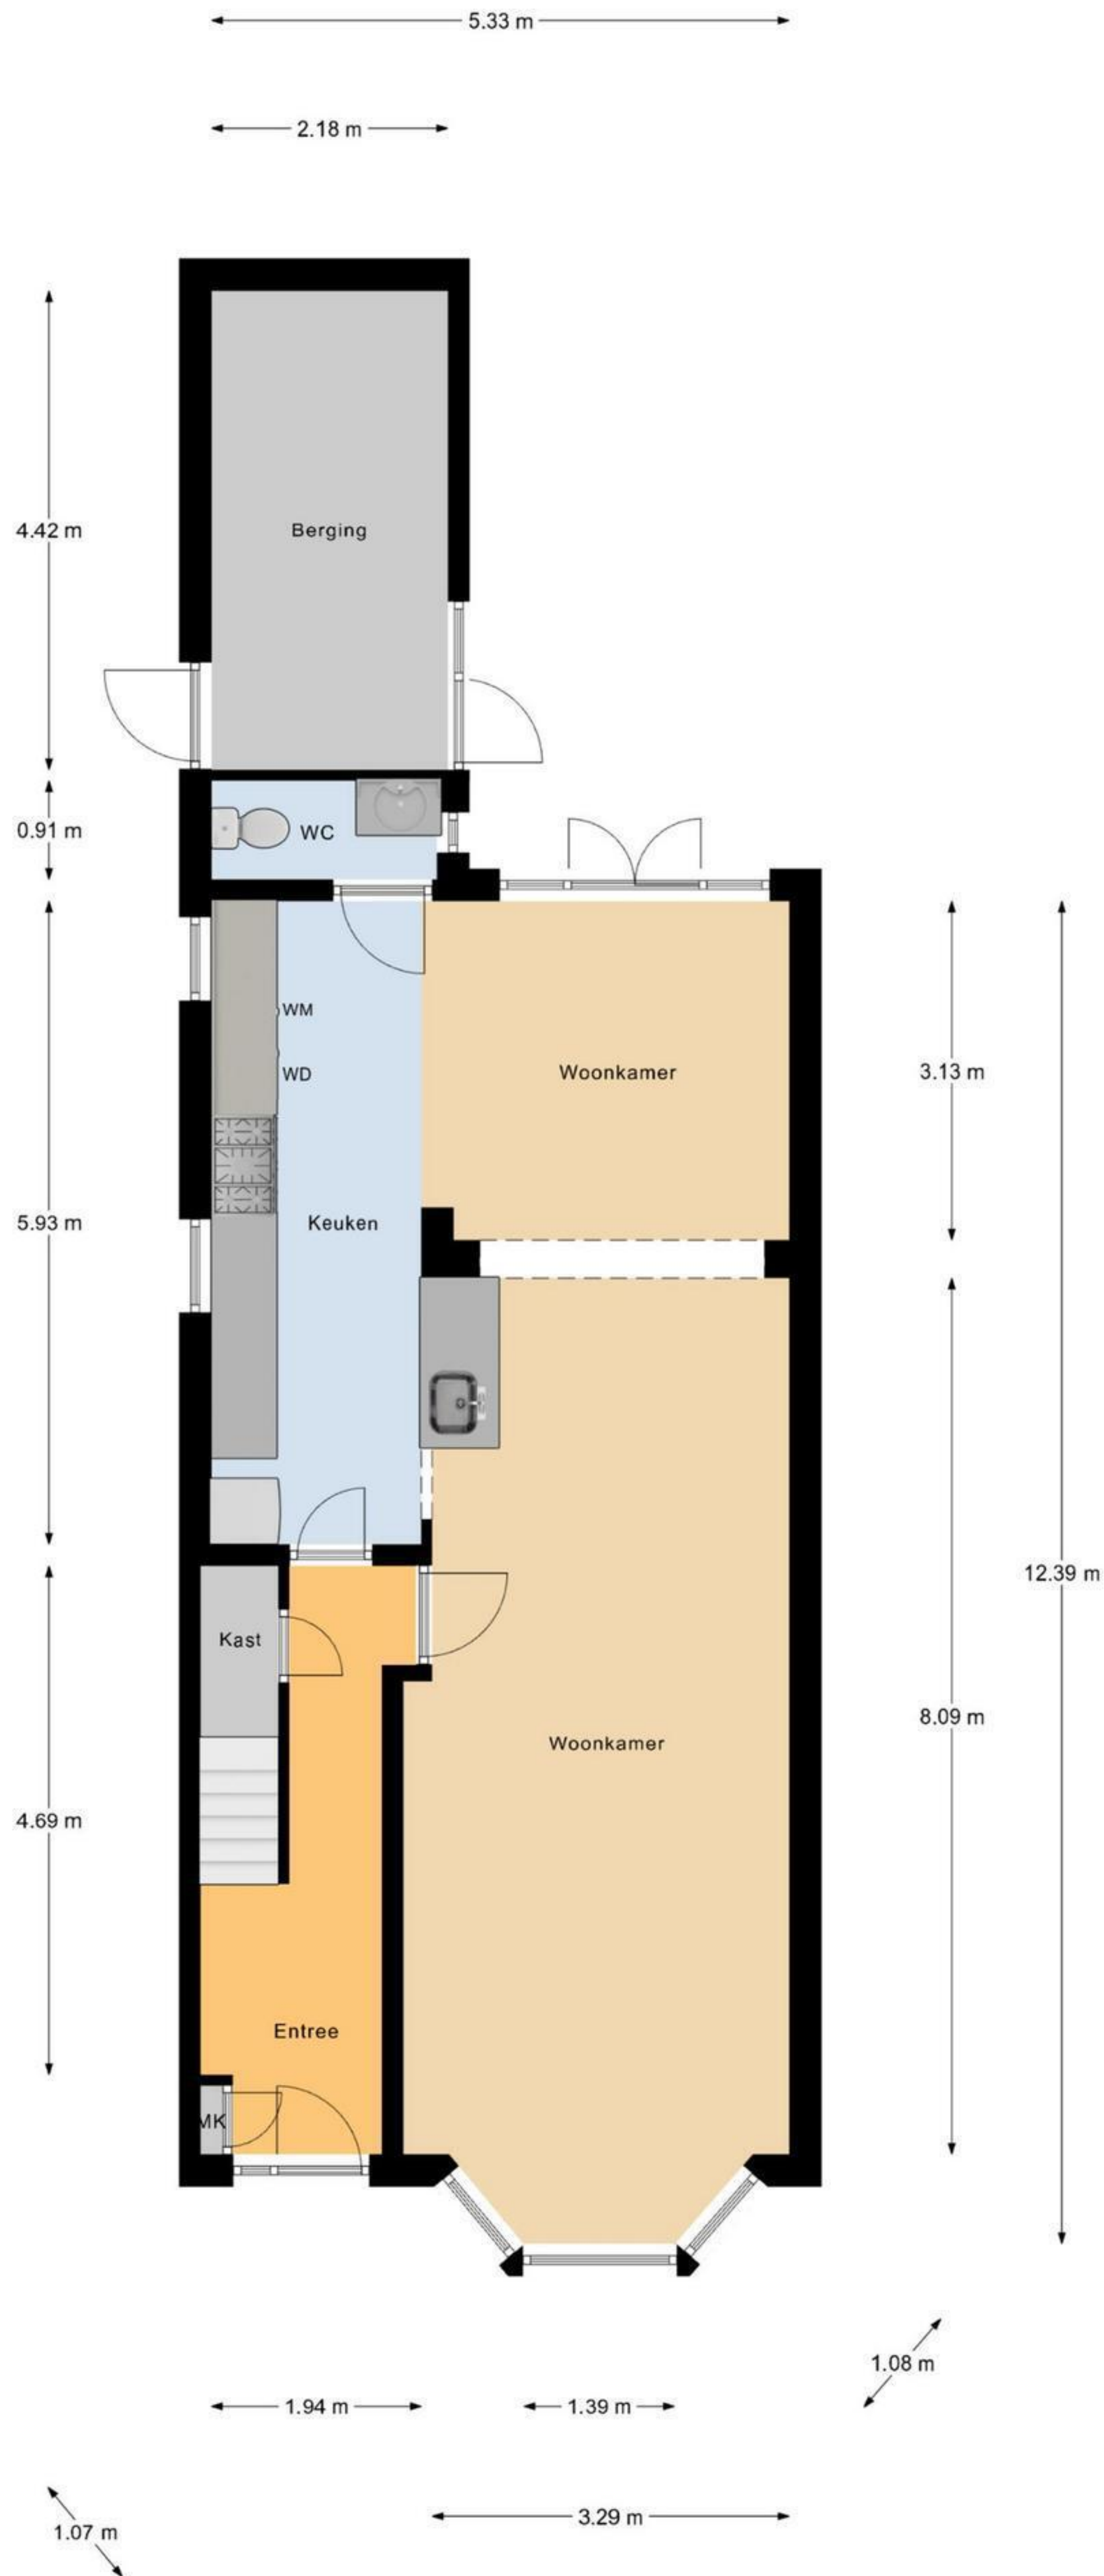 5.33 m
2.18 m
Berging
4.42 m
0.91 m
WC
WM
WD
Woonkamer
3.13 m
Keuken
5.93 m
12.39 m
Kast
8.09 m
Woonkamer
4.69 m
Entree
MK
1.08 m
1.94 m
1.39 m
3.29 m
1.07 m